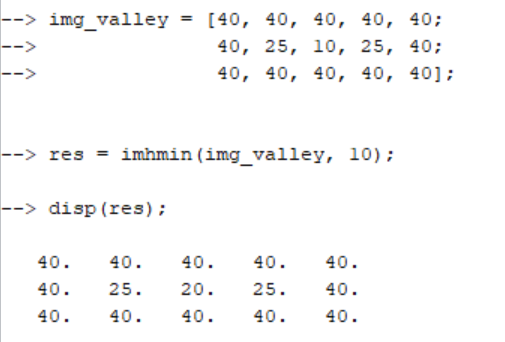 --> img_valley = [40, 40, 40, 40, 40;
-->               40, 25, 10, 25, 40;
-->               40, 40, 40, 40, 40];
--> res = imhmin(img_valley, 10);
--> disp(res);
   40.   40.   40.   40.   40.
   40.   25.   20.   25.   40.
   40.   40.   40.   40.   40.